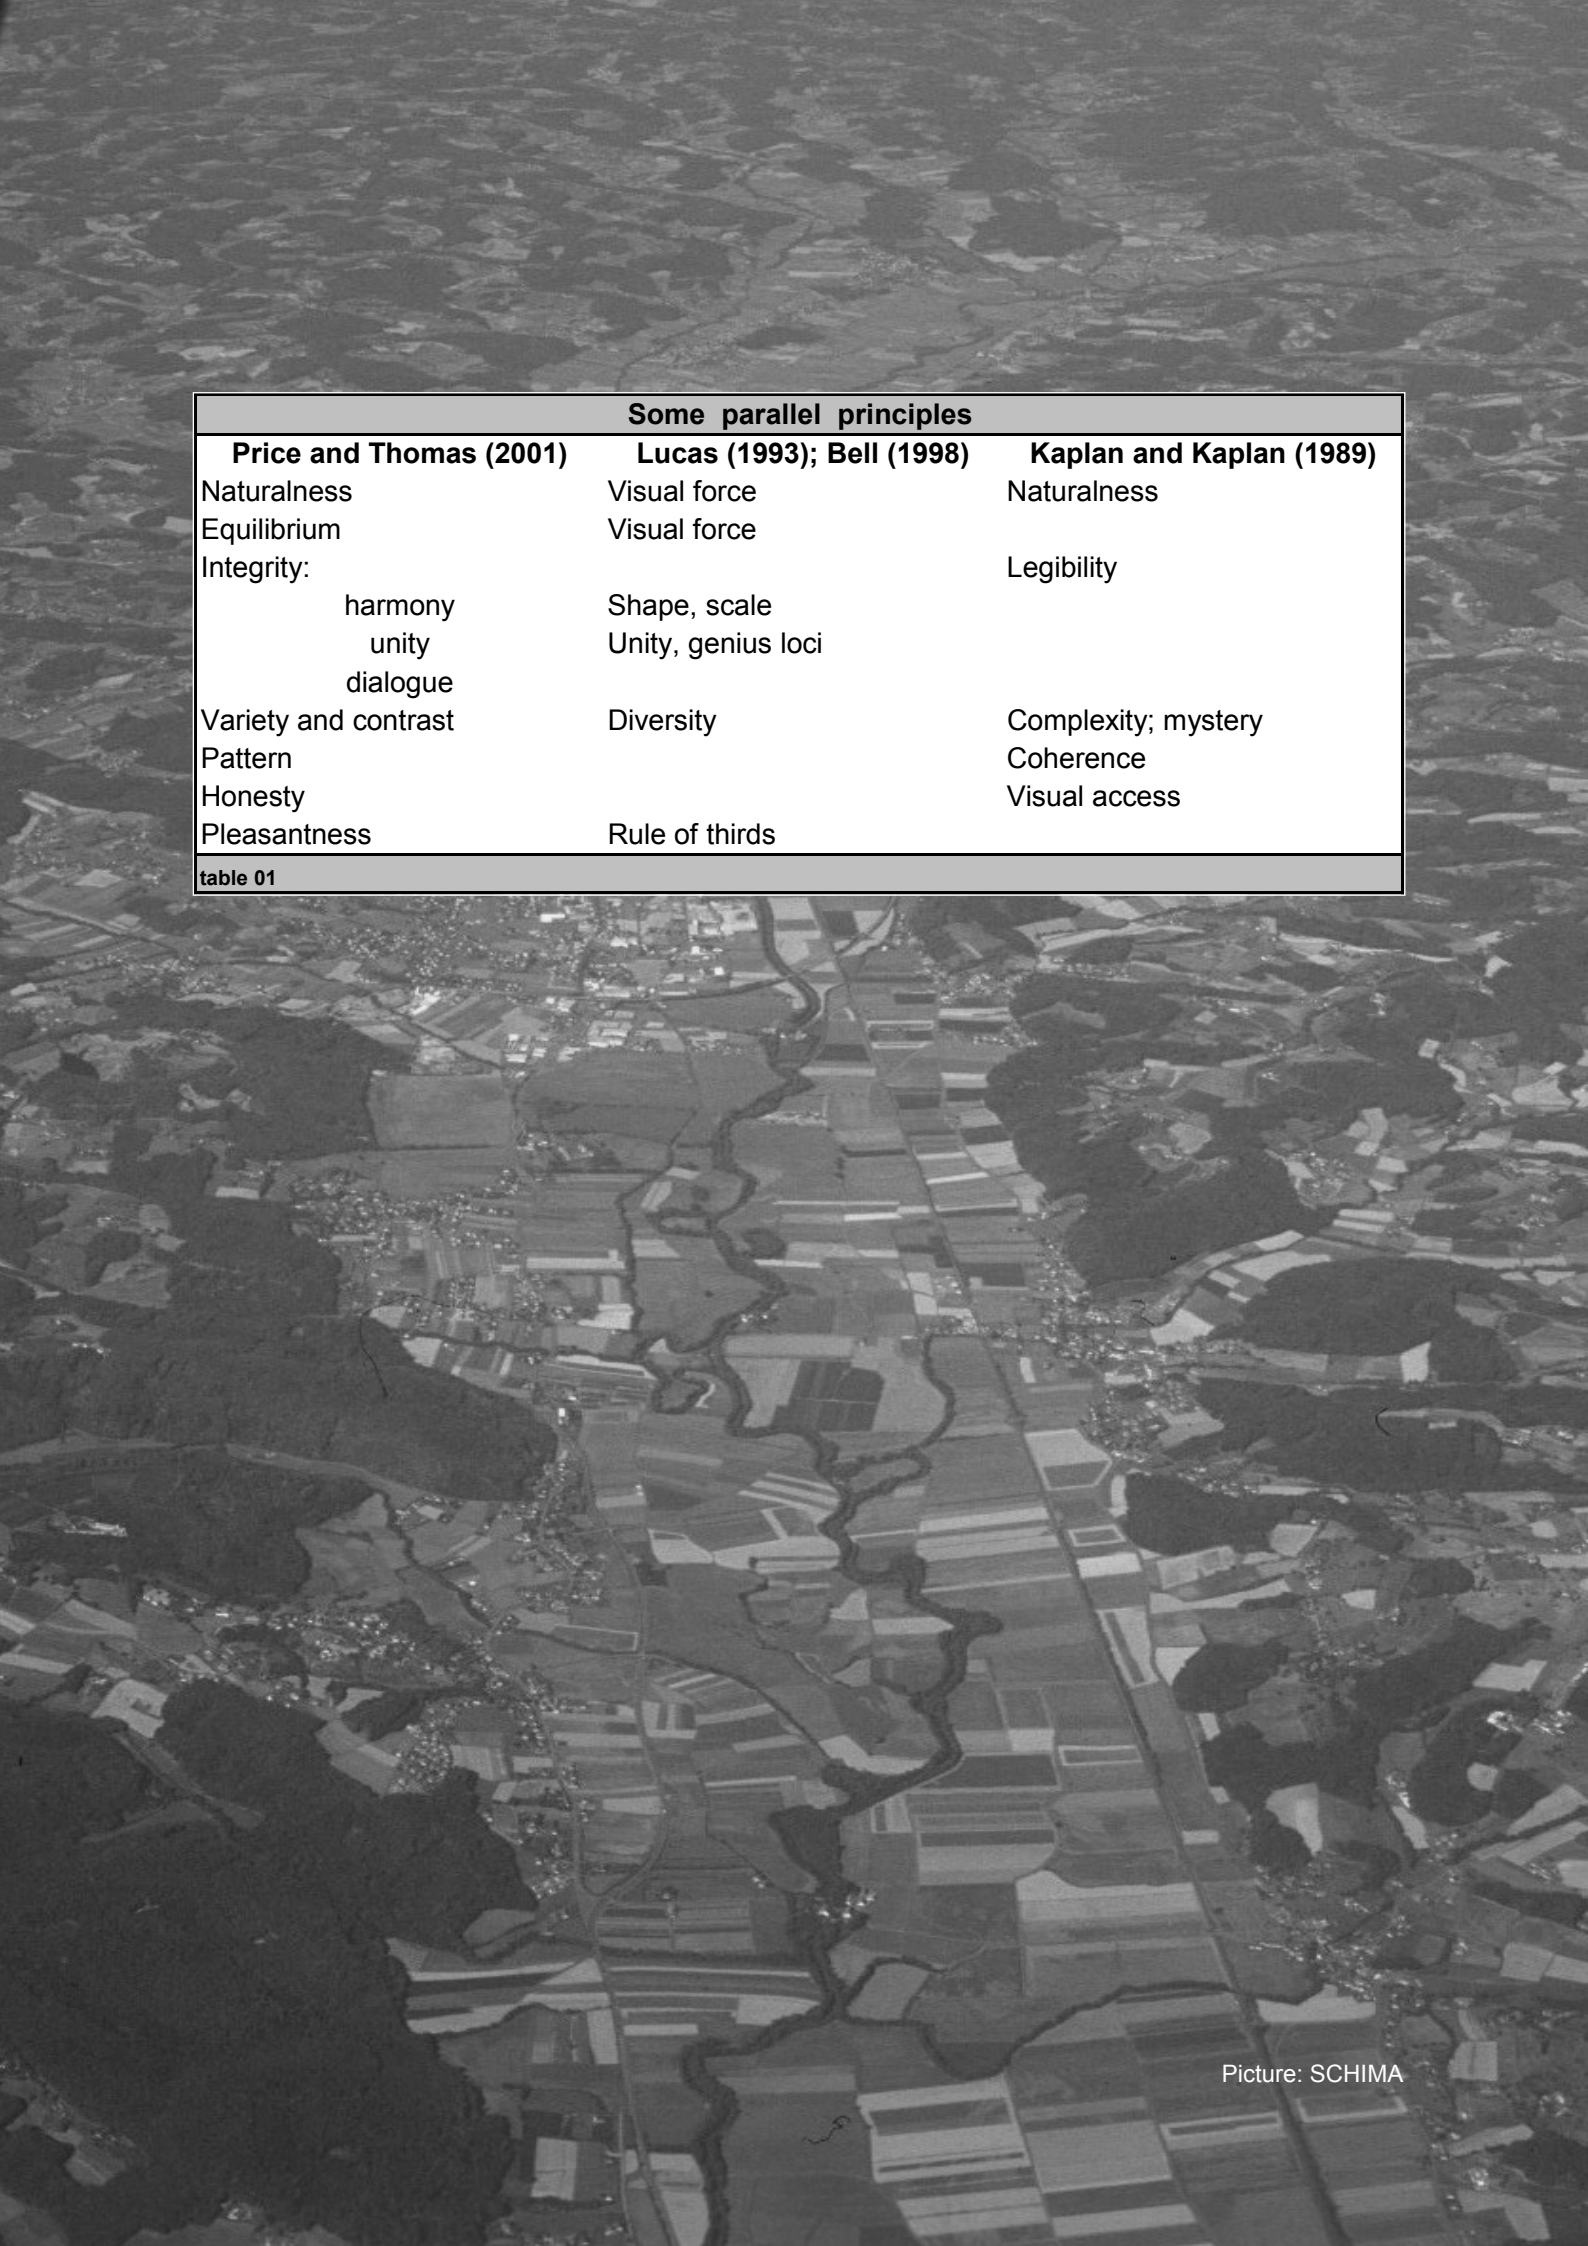 Some parallel principles
Price and Thomas (2001) Lucas (1993); Bell (1998) Kaplan and Kaplan (1989)
Naturalness Visual force Naturalness
Equilibrium Visual force
Integrity: Legibility
harmony Shape, scale
unity Unity, genius loci
dialogue
Variety and contrast Diversity Complexity; mystery
Pattern Coherence
Honesty Visual access
Pleasantness Rule of thirds
table 01
Picture: SCHIMA